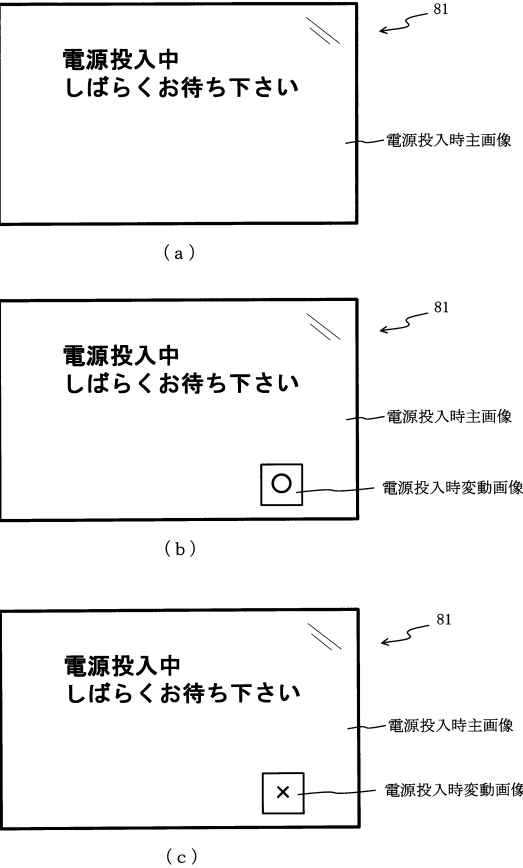 81
電源投入中
しばらくお待ち下さい
電源投入時主画像
(a)
81
電源投入中
しばらくお待ち下さい
電源投入時主画像
○
電源投入時変動画像
(b)
81
電源投入中
しばらくお待ち下さい
電源投入時主画像
×
電源投入時変動画像
(c)